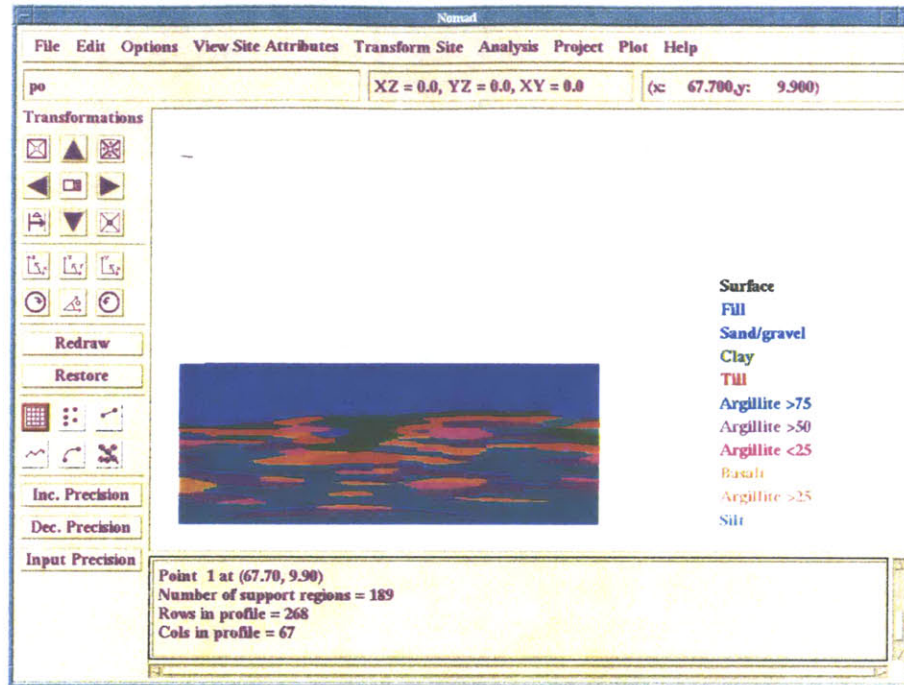 Nomad
File Edit Options View Site Attributes Transform Site Analysis Project Plot Help
po XZ = 0.0, YZ = 0.0, XY = 0.0 (x: 67.700,y: 9.900)
Transformations
Surface
Fill
Sand/gravel
Clay
Till
Argillite >75
Argillite >50
Argillite <25
Basalt
Argillite >25
Silt
Redraw
Restore
Inc. Precision
Dec. Precision
Input Precision
Point 1 at (67.70, 9.90)
Number of support regions = 189
Rows in profile = 268
Cols in profile = 67